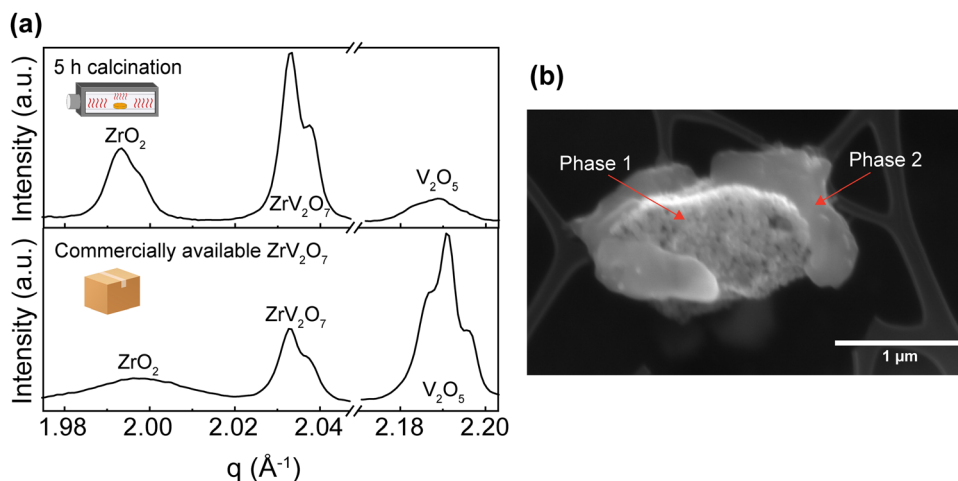 (a)
5 h calcination
ZrO₂
ZrV₂O₇
V₂O₅
Intensity (a.u.)
Commercially available ZrV₂O₇
ZrO₂
ZrV₂O₇
V₂O₅
Intensity (a.u.)
1.98 2.00 2.02 2.04 2.18 2.20
q (Å⁻¹)
(b)
Phase 1
Phase 2
1 µm